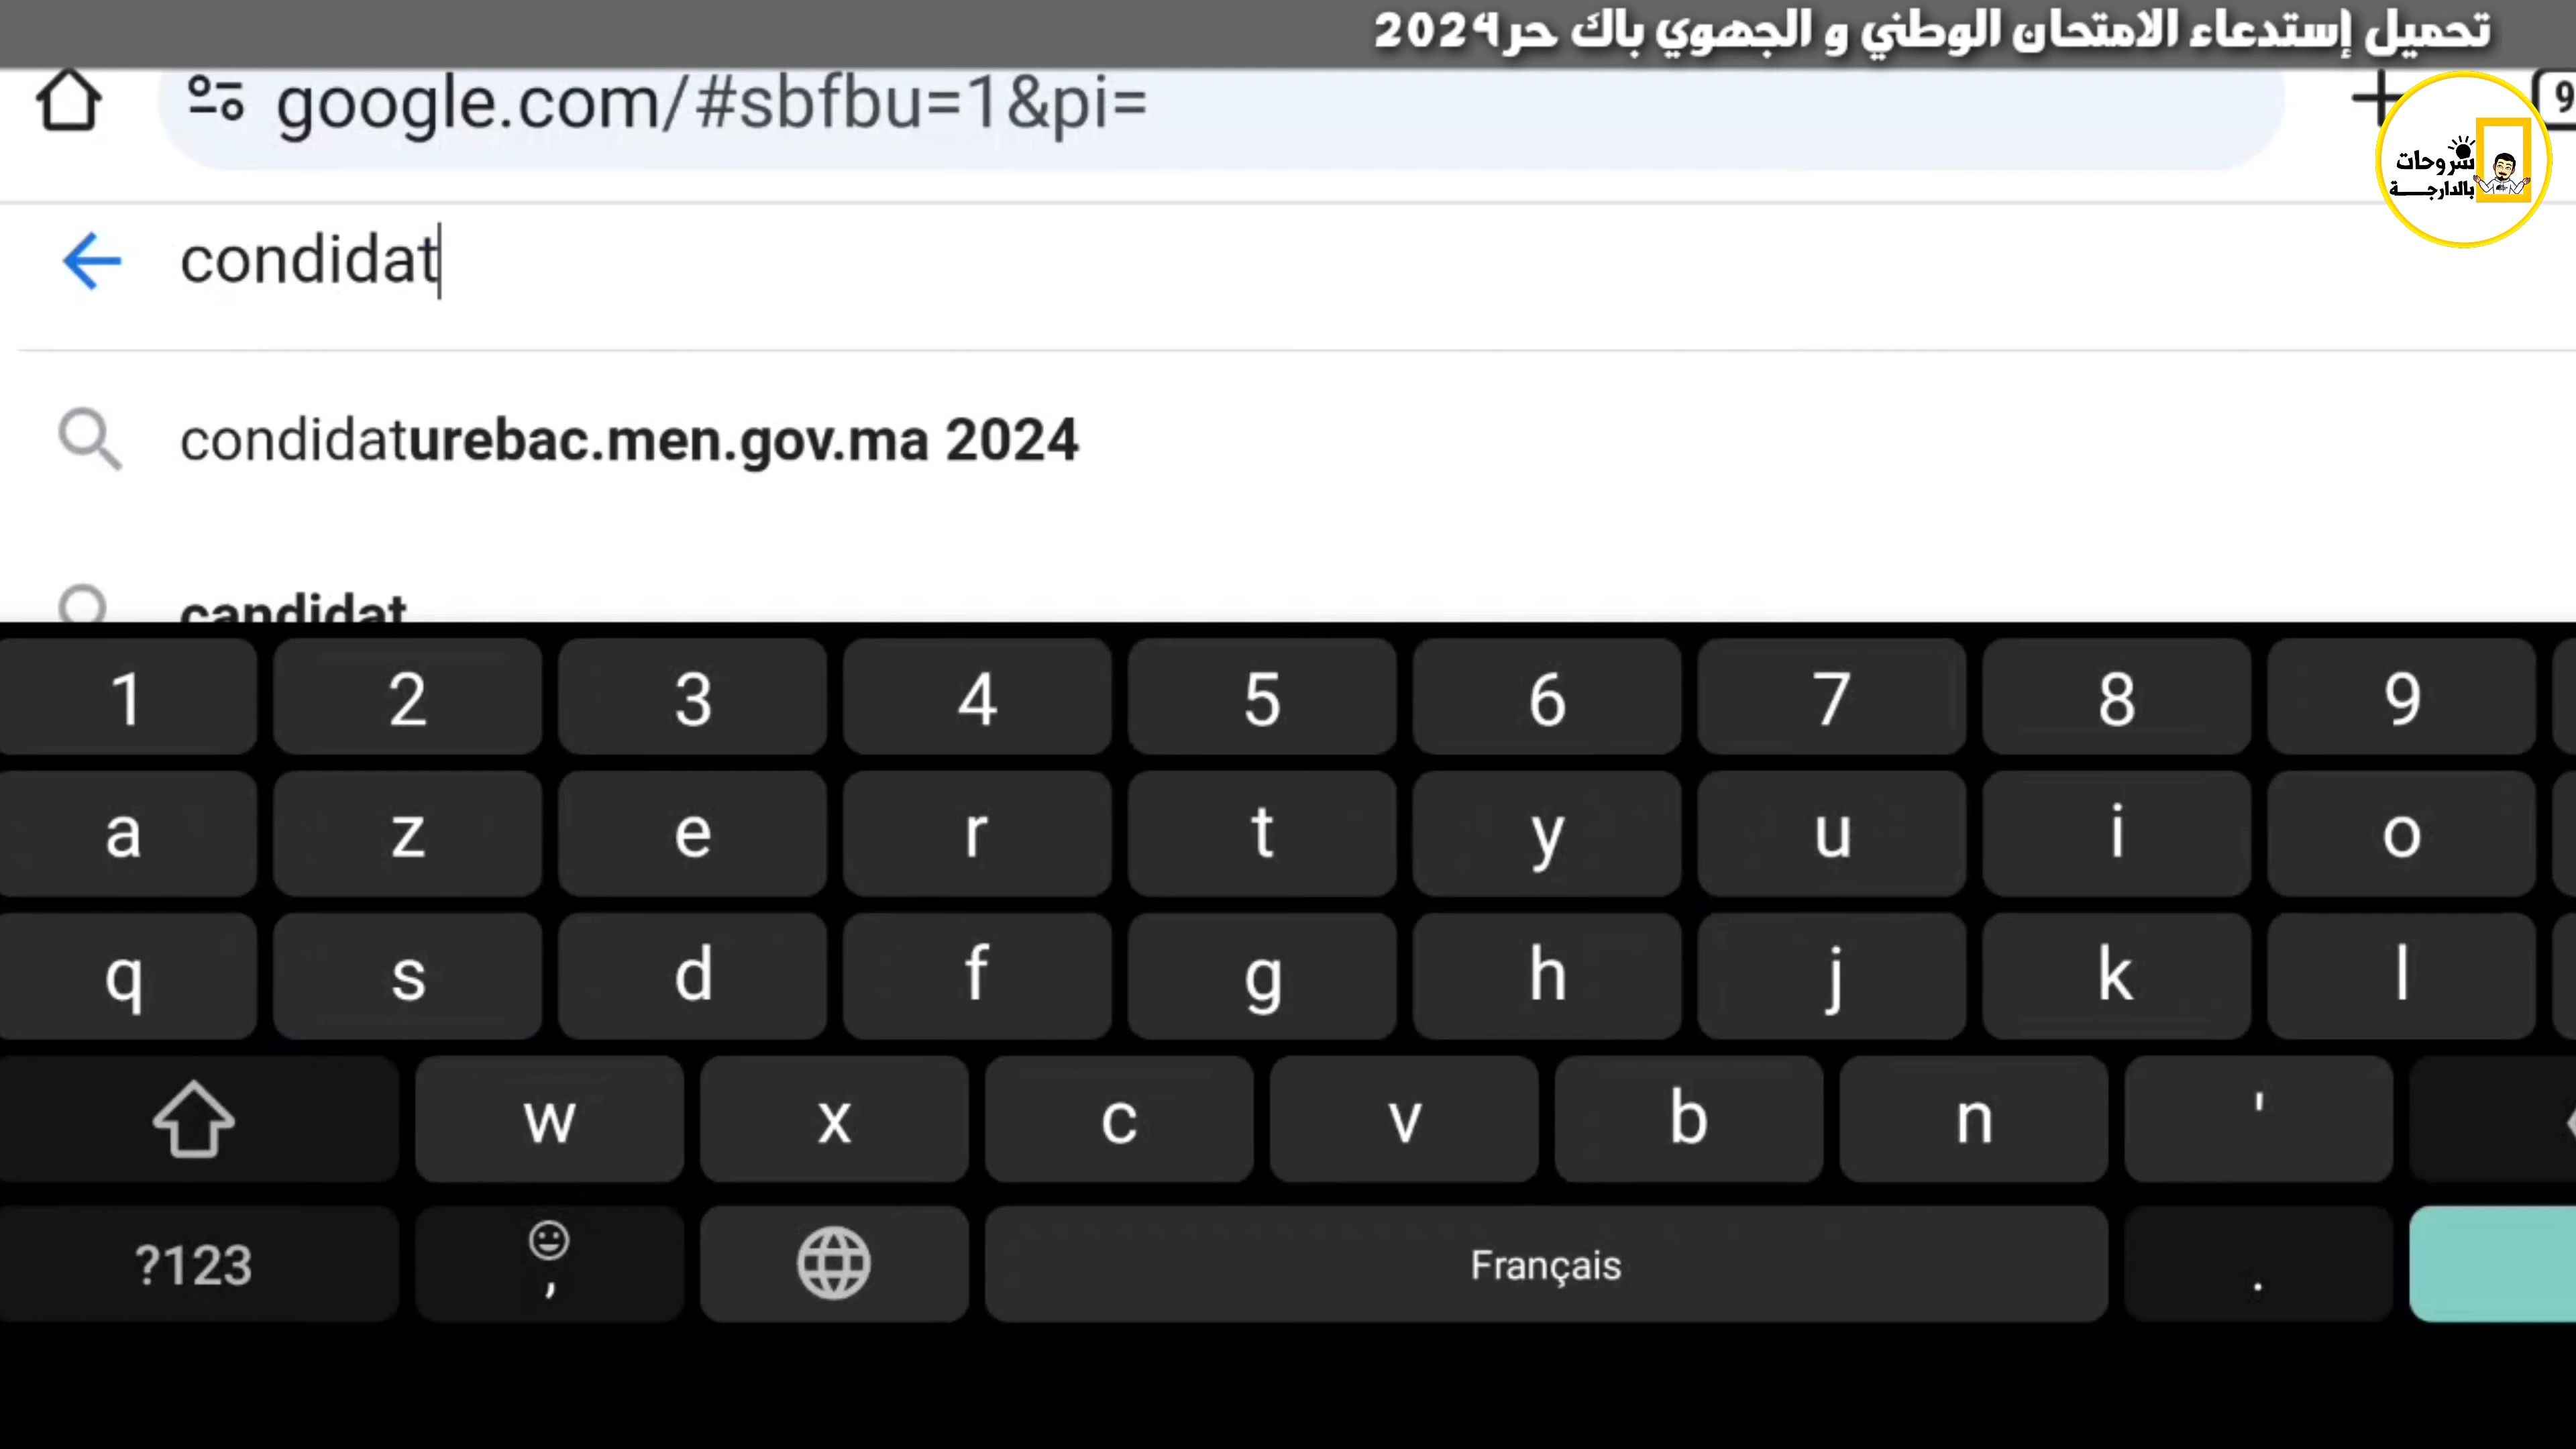 تحميل إستدعاء الامتحان الوطني و الجهوي باك حر2024
google.com/#sbfbu=1&pi=
9
شروحات
بالدارجة
condidat
condidaturebac.men.gov.ma 2024
candidat
1 2 3 4 5 6 7 8 9
a z e r t y u i o
q s d f g h j k l
w x c v b n '
?123 , Français .